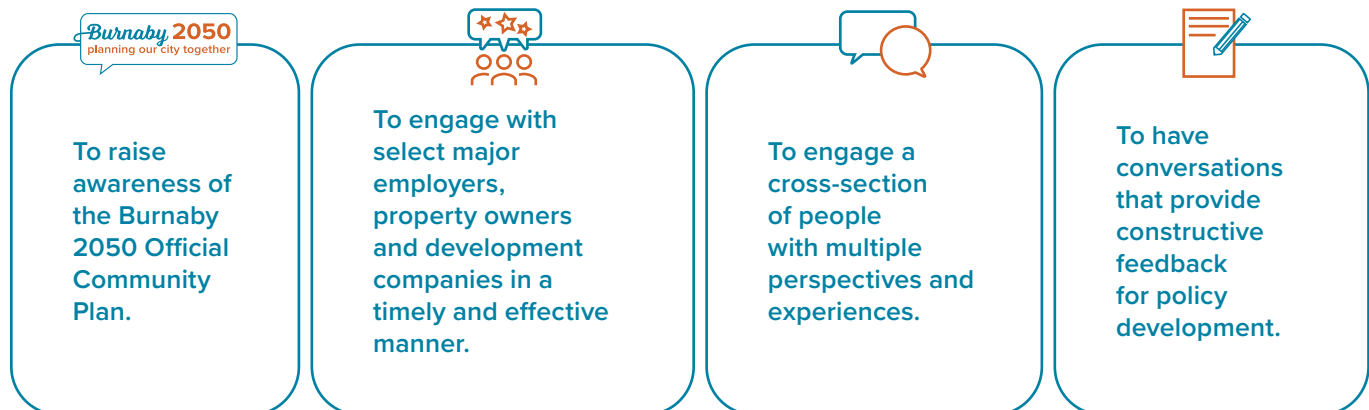 Burnaby 2050
planning our city together
To raise
awareness of
the Burnaby
2050 Official
Community
Plan.
To engage with
select major
employers,
property owners
and development
companies in a
timely and effective
manner.
To engage a
cross-section
of people
with multiple
perspectives and
experiences.
To have
conversations
that provide
constructive
feedback
for policy
development.